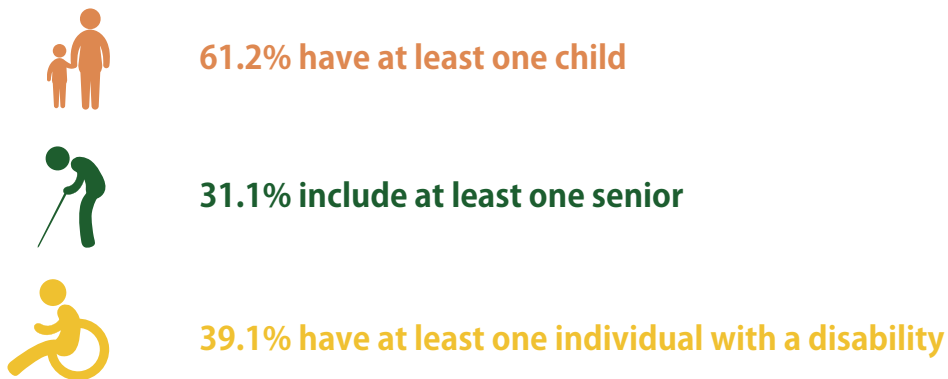 61.2% have at least one child
31.1% include at least one senior
39.1% have at least one individual with a disability